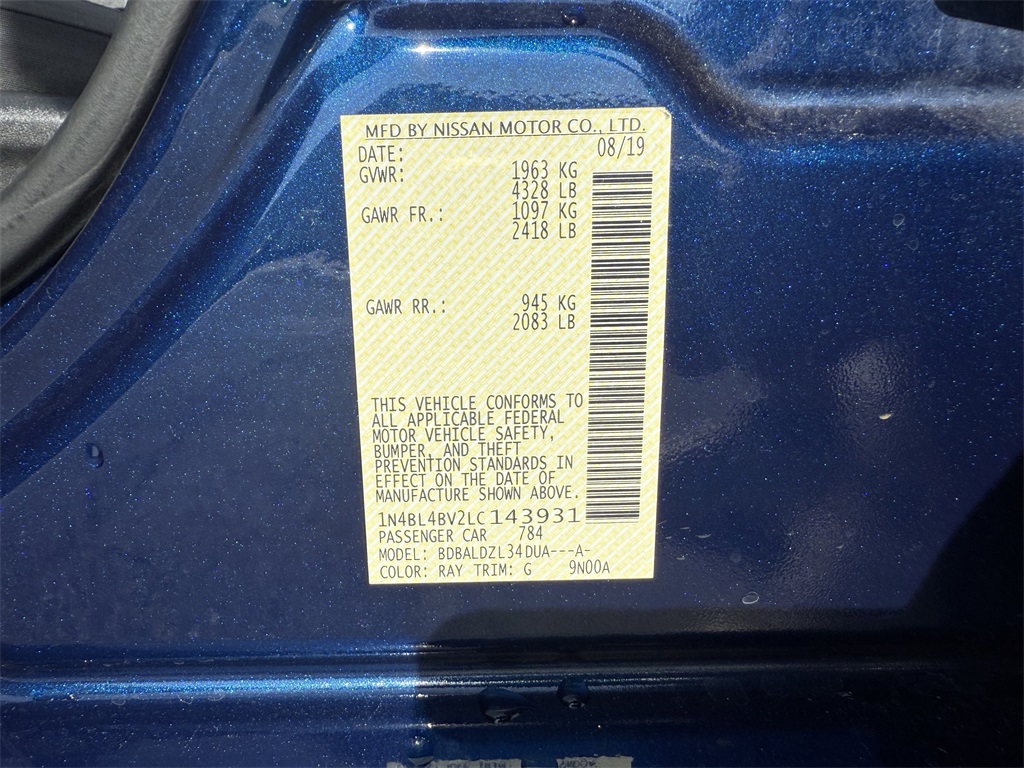 MFD BY NISSAN MOTOR CO., LTD.
DATE: 08/19
GVWR: 1963 KG
4328 LB
GAWR FR.: 1097 KG
2418 LB
GAWR RR.: 945 KG
2083 LB
THIS VEHICLE CONFORMS TO
ALL APPLICABLE FEDERAL
MOTOR VEHICLE SAFETY,
BUMPER, AND THEFT
PREVENTION STANDARDS IN
EFFECT ON THE DATE OF
MANUFACTURE SHOWN ABOVE.
1N4BL4BV2LC143931
PASSENGER CAR 784
MODEL: BDBALDZL34DUA---A-
COLOR: RAY TRIM: G 9N00A